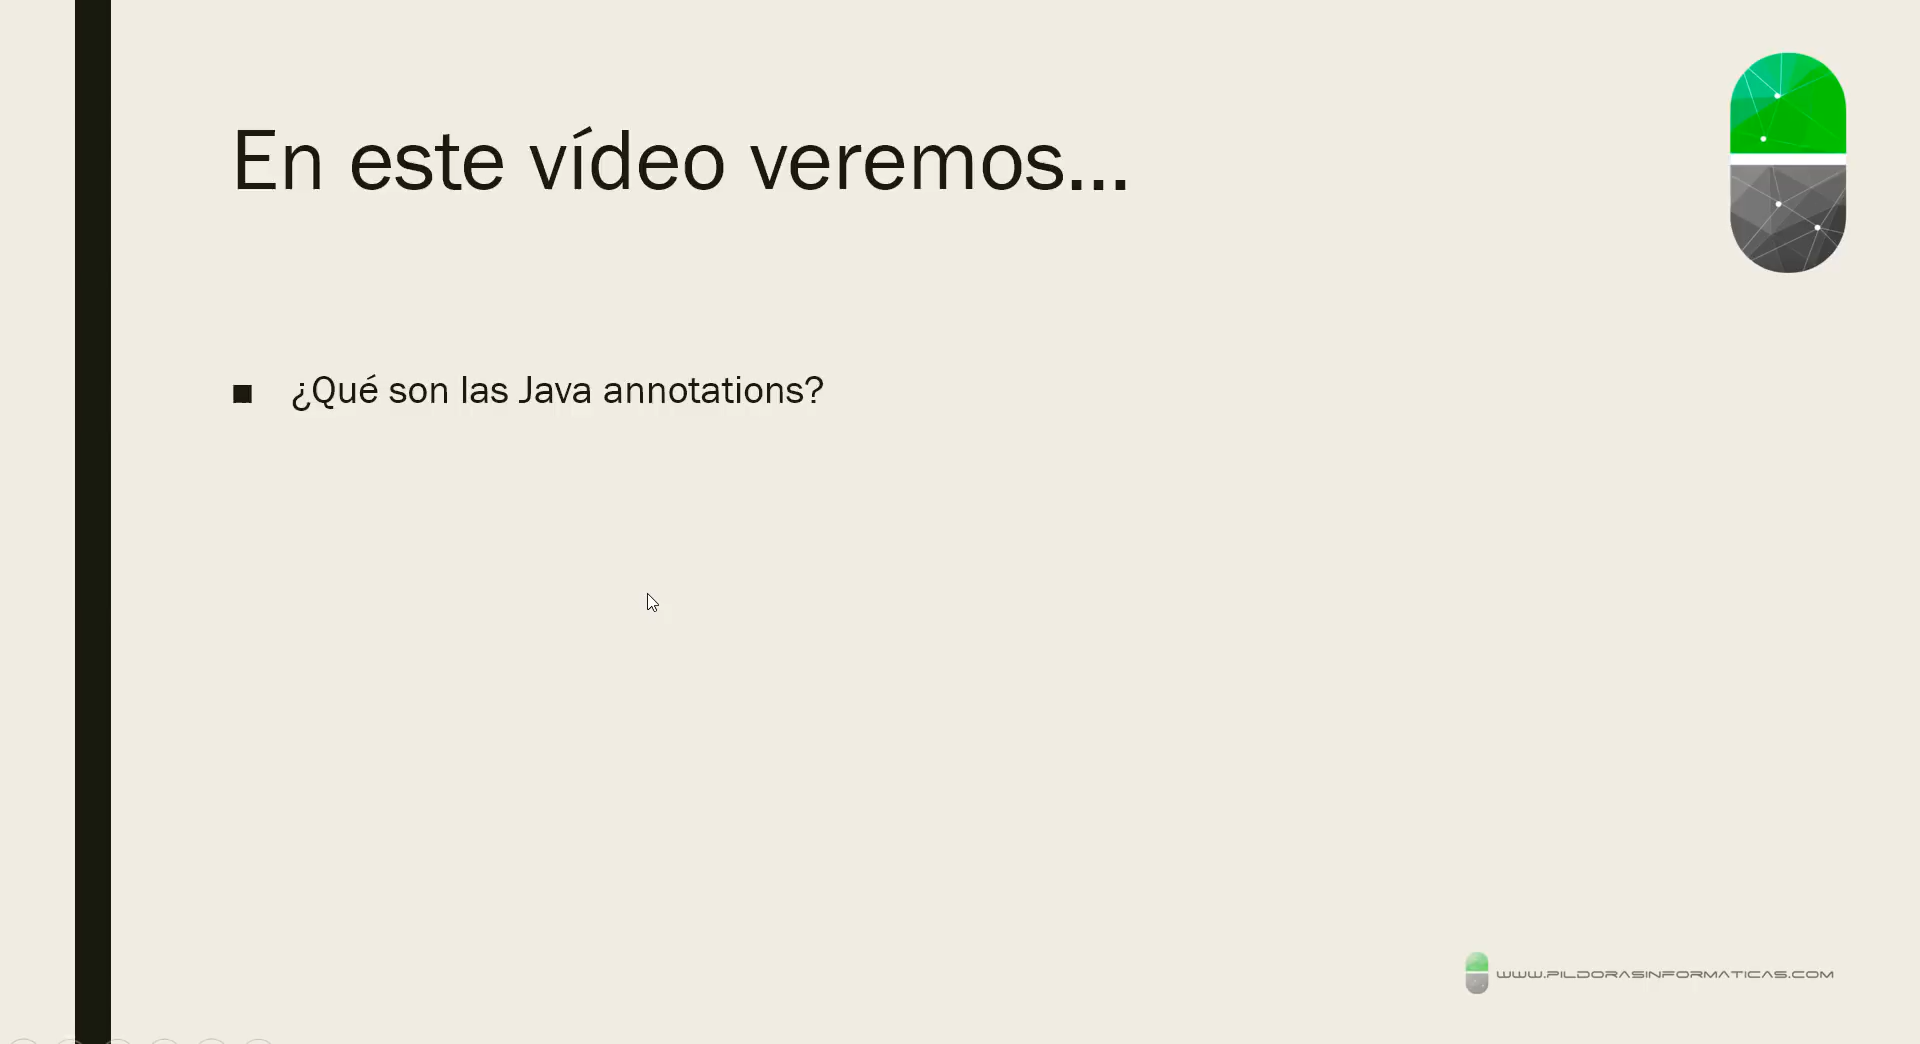 En este vídeo veremos...
¿Qué son las Java annotations?
WWW.PILDORASINFORMATICAS.COM